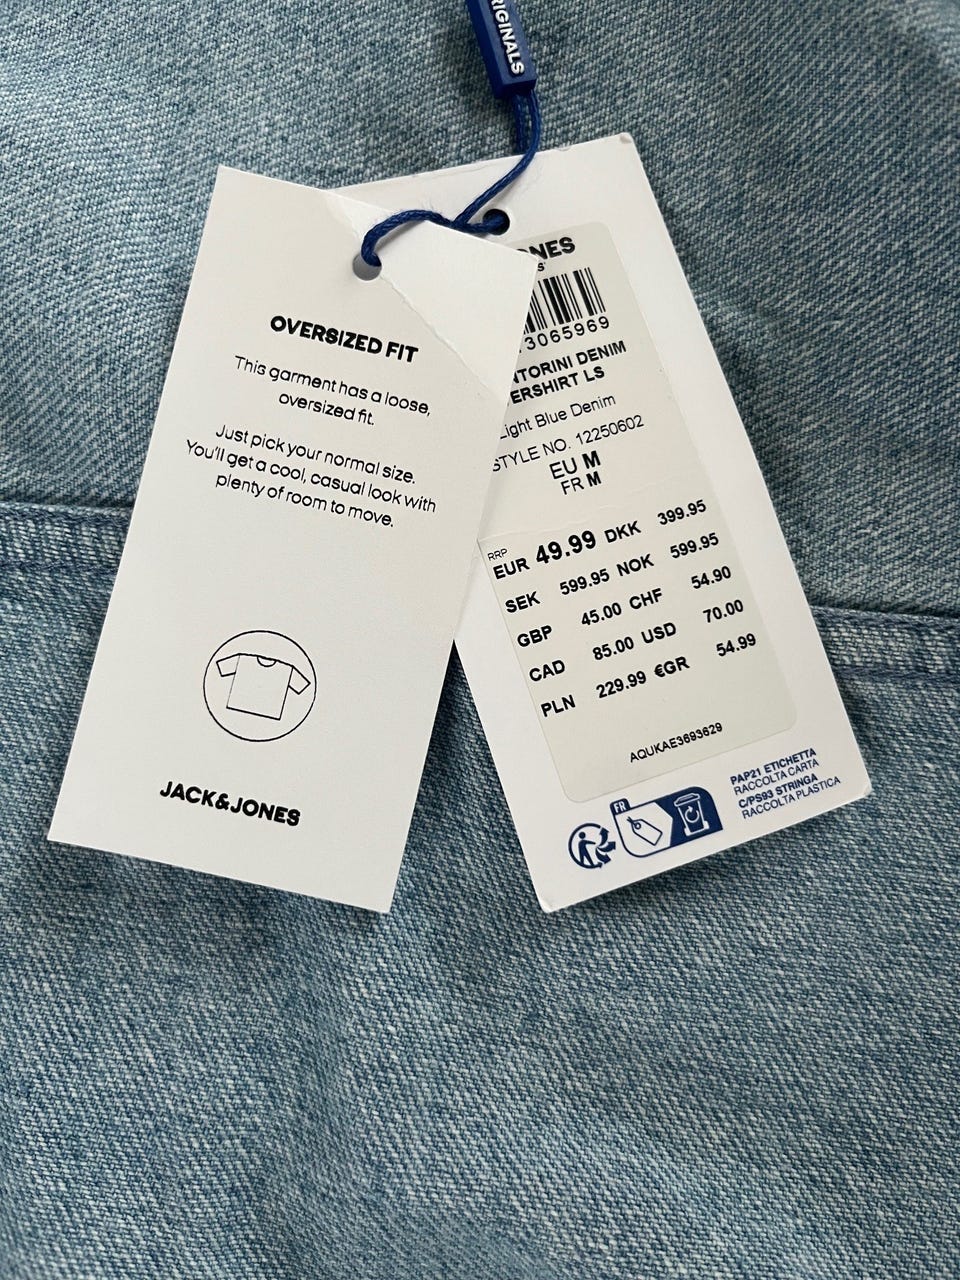 ORIGINALS
OVERSIZED FIT
This garment has a loose,
oversized fit.
Just pick your normal size.
You'll get a cool, casual look with
plenty of room to move.
JACK&JONES
3065969
DENIM
LS
Light Blue Denim
STYLE NO. 12250602
EU M
FR M
RRP
EUR 49.99 DKK 399.95
SEK 599.95 NOK 599.95
GBP 45.00 CHF 54.90
CAD 85.00 USD 70.00
PLN 229.99 €GR 54.99
AQUKAE3693629
FR
PAP21 ETICHETTA
RACCOLTA CARTA
C/PS93 STRINGA
RACCOLTA PLASTICA